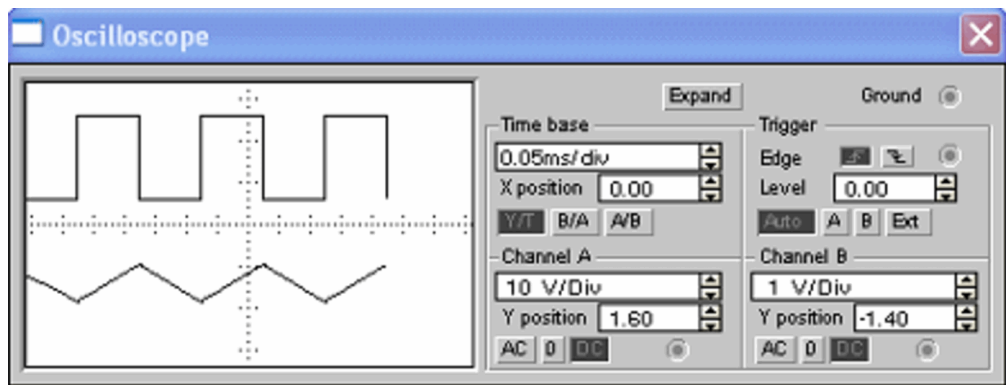 Oscilloscope
Expand
Ground
Time base
0.05ms/div
X position 0.00
Y/T B/A A/B
Trigger
Edge
Level 0.00
Auto A B Ext
Channel A
10 V/Div
Y position 1.60
AC 0 DC
Channel B
1 V/Div
Y position -1.40
AC 0 DC